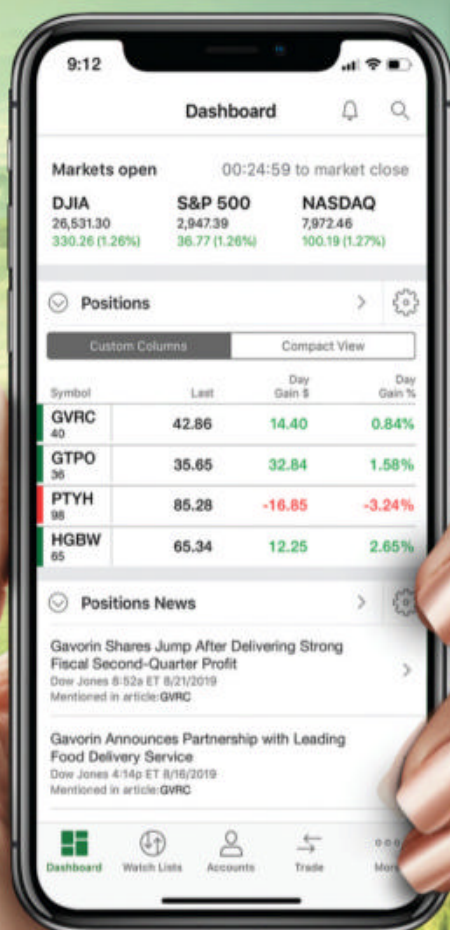 9:12
Dashboard
Markets open 00:24:59 to market close
DJIA S&P 500 NASDAQ
26,531.30 2,947.39 7,972.46
330.26 (1.26%) 36.77 (1.26%) 100.19 (1.27%)
Positions
Custom Columns Compact View
Day Day
Symbol Last Gain $ Gain %
GVRC 42.86 14.40 0.84%
40
GTPO 35.65 32.84 1.58%
36
PTYH 85.28 -16.85 -3.24%
98
HGBW 65.34 12.25 2.65%
65
Positions News
Gavorin Shares Jump After Delivering Strong
Fiscal Second-Quarter Profit
Dow Jones 8:52a ET 8/21/2019
Mentioned in article:GVRC
Gavorin Announces Partnership with Leading
Food Delivery Service
Dow Jones 4:14p ET 8/16/2019
Mentioned in article:GVRC
Dashboard Watch Lists Accounts Trade More